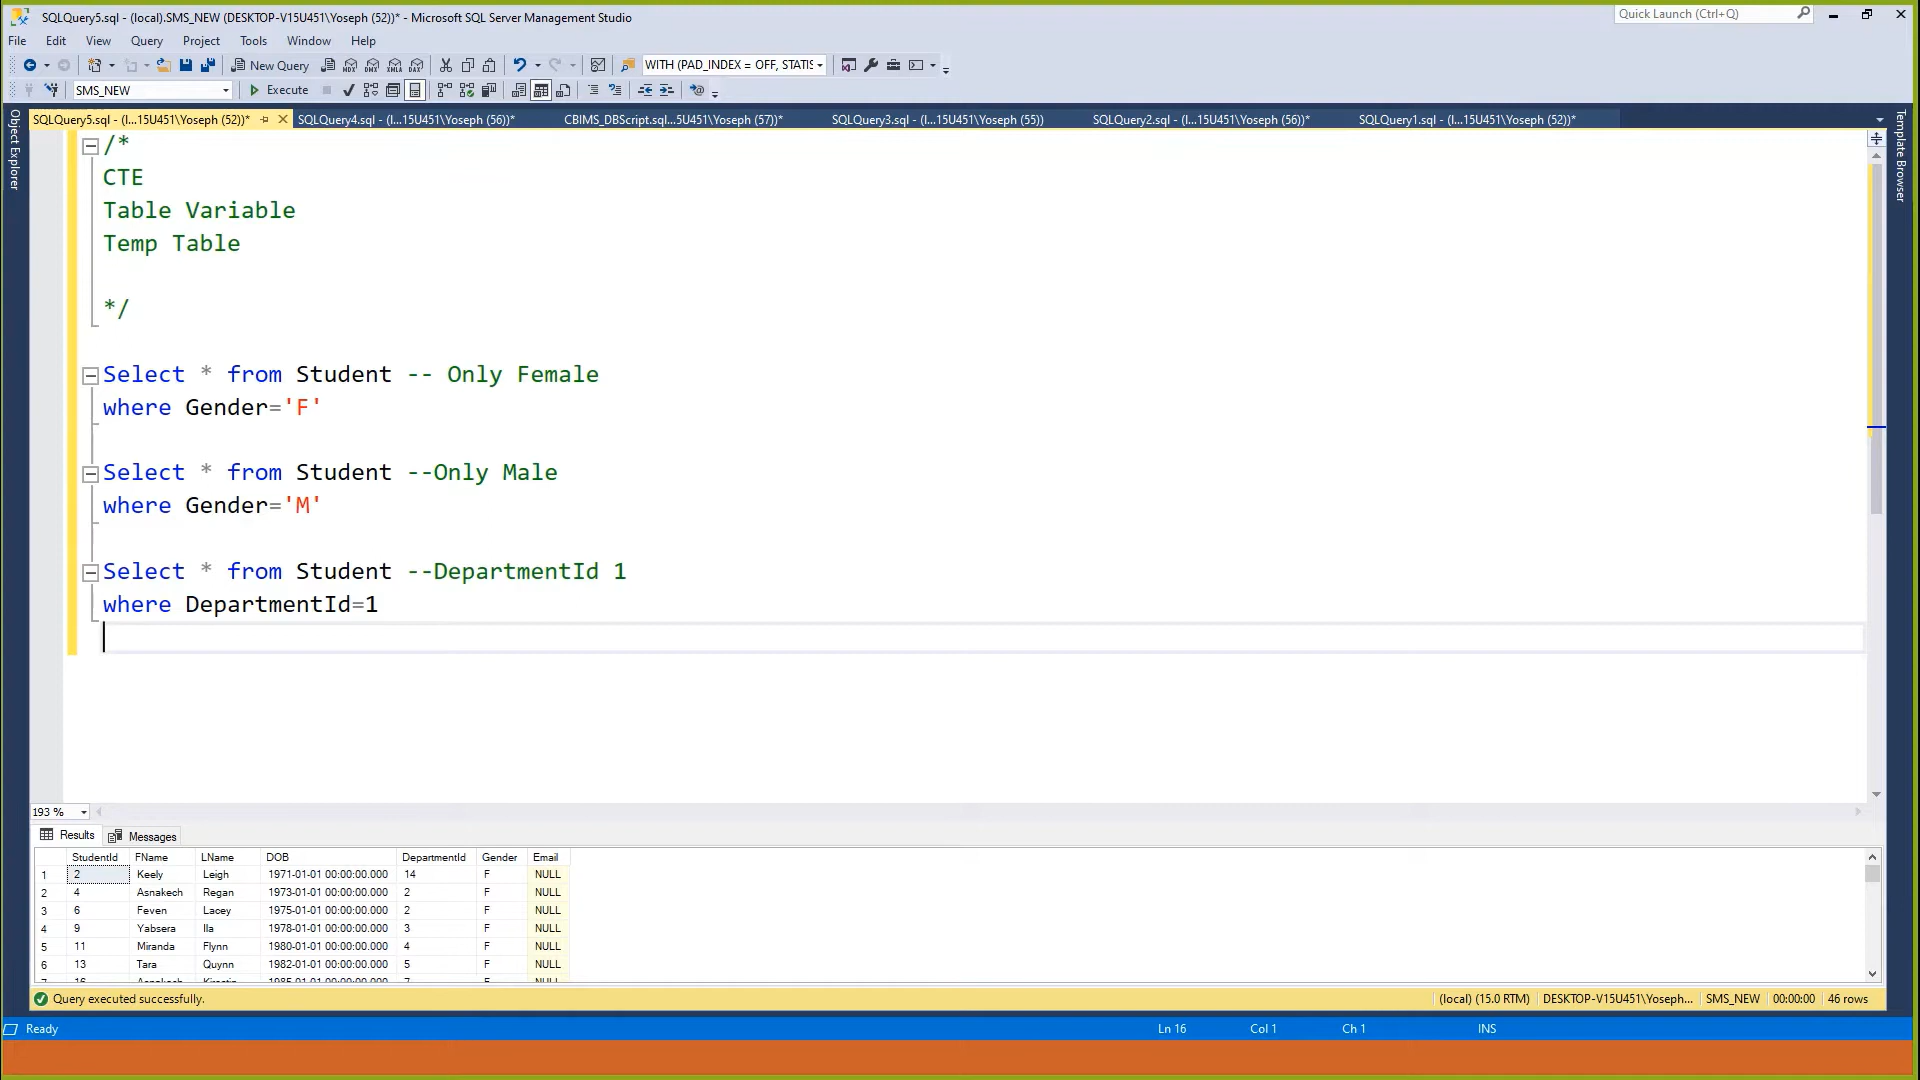 SQLQuery5.sql - (local).SMS_NEW (DESKTOP-V15U451\Yoseph (52))* - Microsoft SQL Server Management Studio
Quick Launch (Ctrl+Q)
File Edit View Query Project Tools Window Help
New Query
WITH (PAD_INDEX = OFF, STATIS
SMS_NEW
Execute
SQLQuery5.sql - (l...15U451\Yoseph (52))* SQLQuery4.sql - (l...15U451\Yoseph (56))* CBIMS_DBScript.sql...5U451\Yoseph (57))* SQLQuery3.sql - (l...15U451\Yoseph (55)) SQLQuery2.sql - (l...15U451\Yoseph (56))* SQLQuery1.sql - (l...15U451\Yoseph (52))*
Object Explorer
Template Browser
/*
CTE
Table Variable
Temp Table
*/
Select * from Student -- Only Female
where Gender='F'
Select * from Student --Only Male
where Gender='M'
Select * from Student --DepartmentId 1
where DepartmentId=1
193 %
Results Messages
StudentId FName LName DOB DepartmentId Gender Email
1 2 Keely Leigh 1971-01-01 00:00:00.000 14 F NULL
2 4 Asnakech Regan 1973-01-01 00:00:00.000 2 F NULL
3 6 Feven Lacey 1975-01-01 00:00:00.000 2 F NULL
4 9 Yabsera Ila 1978-01-01 00:00:00.000 3 F NULL
5 11 Miranda Flynn 1980-01-01 00:00:00.000 4 F NULL
6 13 Tara Quynn 1982-01-01 00:00:00.000 5 F NULL
Query executed successfully.
(local) (15.0 RTM) DESKTOP-V15U451\Yoseph... SMS_NEW 00:00:00 46 rows
Ready
Ln 16 Col 1 Ch 1 INS